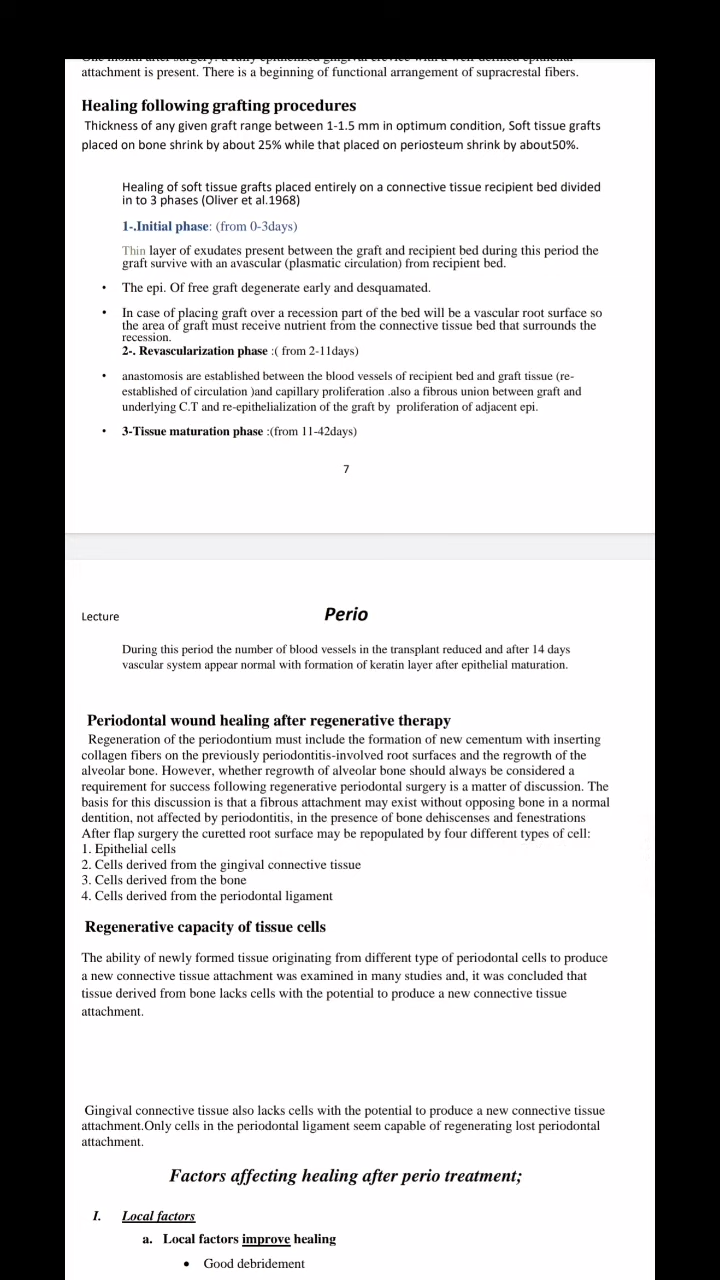 attachment is present. There is a beginning of functional arrangement of supracrestal fibers.
Healing following grafting procedures
Thickness of any given graft range between 1-1.5 mm in optimum condition, Soft tissue grafts
placed on bone shrink by about 25% while that placed on periosteum shrink by about50%.
Healing of soft tissue grafts placed entirely on a connective tissue recipient bed divided
in to 3 phases (Oliver et al.1968)
1-.Initial phase: (from 0-3days)
Thin layer of exudates present between the graft and recipient bed during this period the
graft survive with an avascular (plasmatic circulation) from recipient bed.
• The epi. Of free graft degenerate early and desquamated.
• In case of placing graft over a recession part of the bed will be a vascular root surface so
the area of graft must receive nutrient from the connective tissue bed that surrounds the
recession.
2-. Revascularization phase :( from 2-11days)
• anastomosis are established between the blood vessels of recipient bed and graft tissue (re-
established of circulation )and capillary proliferation .also a fibrous union between graft and
underlying C.T and re-epithelialization of the graft by proliferation of adjacent epi.
• 3-Tissue maturation phase :(from 11-42days)
7
Lecture Perio
During this period the number of blood vessels in the transplant reduced and after 14 days
vascular system appear normal with formation of keratin layer after epithelial maturation.
Periodontal wound healing after regenerative therapy
Regeneration of the periodontium must include the formation of new cementum with inserting
collagen fibers on the previously periodontitis-involved root surfaces and the regrowth of the
alveolar bone. However, whether regrowth of alveolar bone should always be considered a
requirement for success following regenerative periodontal surgery is a matter of discussion. The
basis for this discussion is that a fibrous attachment may exist without opposing bone in a normal
dentition, not affected by periodontitis, in the presence of bone dehiscences and fenestrations
After flap surgery the curetted root surface may be repopulated by four different types of cell:
1. Epithelial cells
2. Cells derived from the gingival connective tissue
3. Cells derived from the bone
4. Cells derived from the periodontal ligament
Regenerative capacity of tissue cells
The ability of newly formed tissue originating from different type of periodontal cells to produce
a new connective tissue attachment was examined in many studies and, it was concluded that
tissue derived from bone lacks cells with the potential to produce a new connective tissue
attachment.
Gingival connective tissue also lacks cells with the potential to produce a new connective tissue
attachment.Only cells in the periodontal ligament seem capable of regenerating lost periodontal
attachment.
Factors affecting healing after perio treatment;
I. Local factors
a. Local factors improve healing
• Good debridement